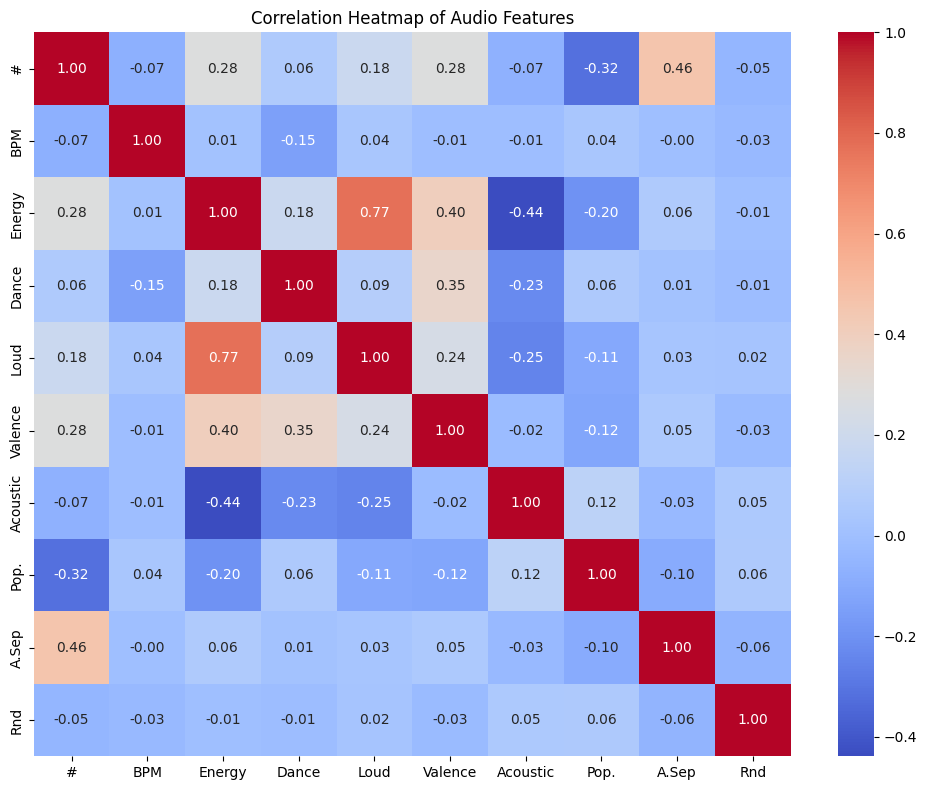 Correlation Heatmap of Audio Features
# 1.00 -0.07 0.28 0.06 0.18 0.28 -0.07 -0.32 0.46 -0.05
BPM -0.07 1.00 0.01 -0.15 0.04 -0.01 -0.01 0.04 -0.00 -0.03
Energy 0.28 0.01 1.00 0.18 0.77 0.40 -0.44 -0.20 0.06 -0.01
Dance 0.06 -0.15 0.18 1.00 0.09 0.35 -0.23 0.06 0.01 -0.01
Loud 0.18 0.04 0.77 0.09 1.00 0.24 -0.25 -0.11 0.03 0.02
Valence 0.28 -0.01 0.40 0.35 0.24 1.00 -0.02 -0.12 0.05 -0.03
Acoustic -0.07 -0.01 -0.44 -0.23 -0.25 -0.02 1.00 0.12 -0.03 0.05
Pop. -0.32 0.04 -0.20 0.06 -0.11 -0.12 0.12 1.00 -0.10 0.06
A.Sep 0.46 -0.00 0.06 0.01 0.03 0.05 -0.03 -0.10 1.00 -0.06
Rnd -0.05 -0.03 -0.01 -0.01 0.02 -0.03 0.05 0.06 -0.06 1.00
# BPM Energy Dance Loud Valence Acoustic Pop. A.Sep Rnd
1.0
0.8
0.6
0.4
0.2
0.0
−0.2
−0.4